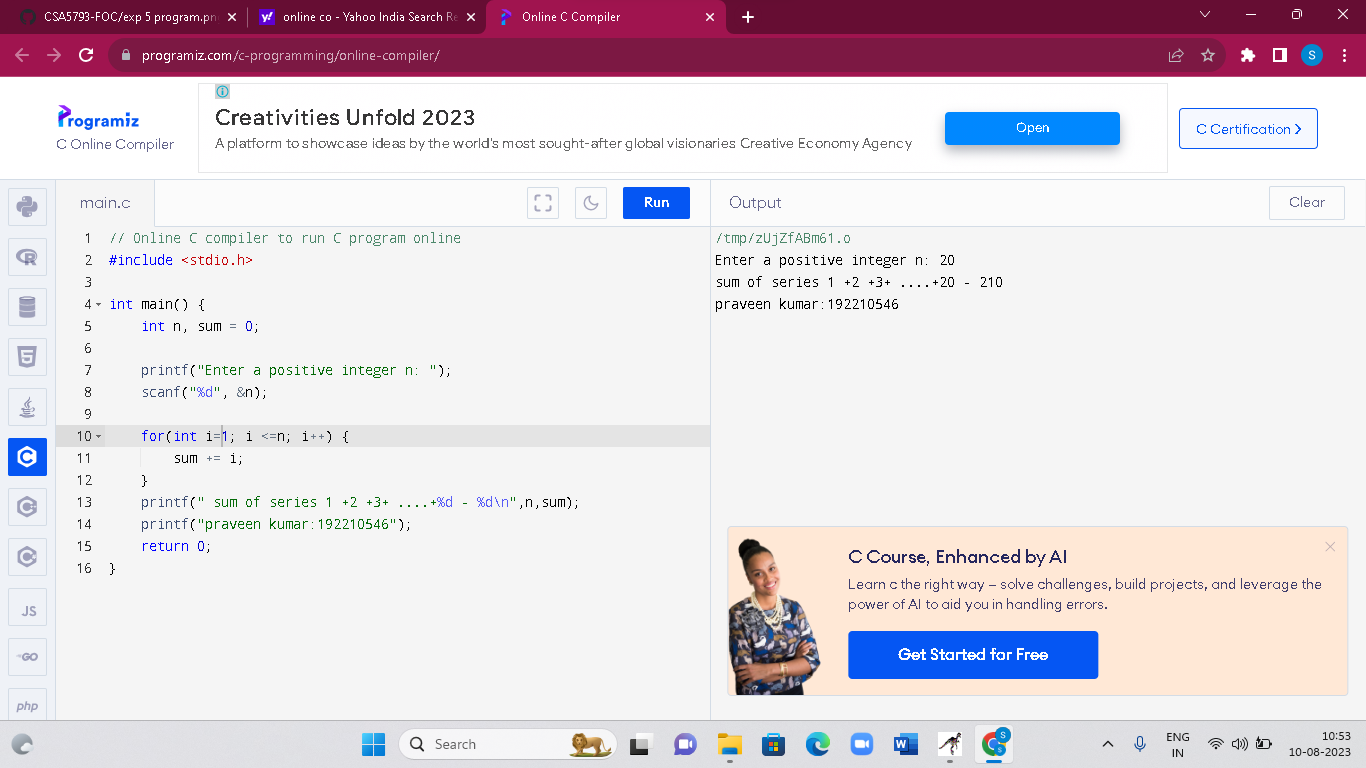 CSA5793-FOC/exp 5 program.pn
online co - Yahoo India Search Re
Online C Compiler
programiz.com/c-programming/online-compiler/
S
Programiz
C Online Compiler
Creativities Unfold 2023
A platform to showcase ideas by the world's most sought-after global visionaries Creative Economy Agency
Open
C Certification
main.c
Run
Output
Clear
1 // Online C compiler to run C program online
2 #include <stdio.h>
3
4 int main() {
5 int n, sum = 0;
6
7 printf("Enter a positive integer n: ");
8 scanf("%d", &n);
9
10 for(int i=1; i <=n; i++) {
11 sum += i;
12 }
13 printf(" sum of series 1 +2 +3+ ....+%d - %d\n",n,sum);
14 printf("praveen kumar:192210546");
15 return 0;
16 }
/tmp/zUjZfABm61.o
Enter a positive integer n: 20
sum of series 1 +2 +3+ ....+20 - 210
praveen kumar:192210546
C Course, Enhanced by AI
Learn c the right way – solve challenges, build projects, and leverage the
power of AI to aid you in handling errors.
Get Started for Free
JS
GO
php
Search
ENG
IN
10:53
10-08-2023